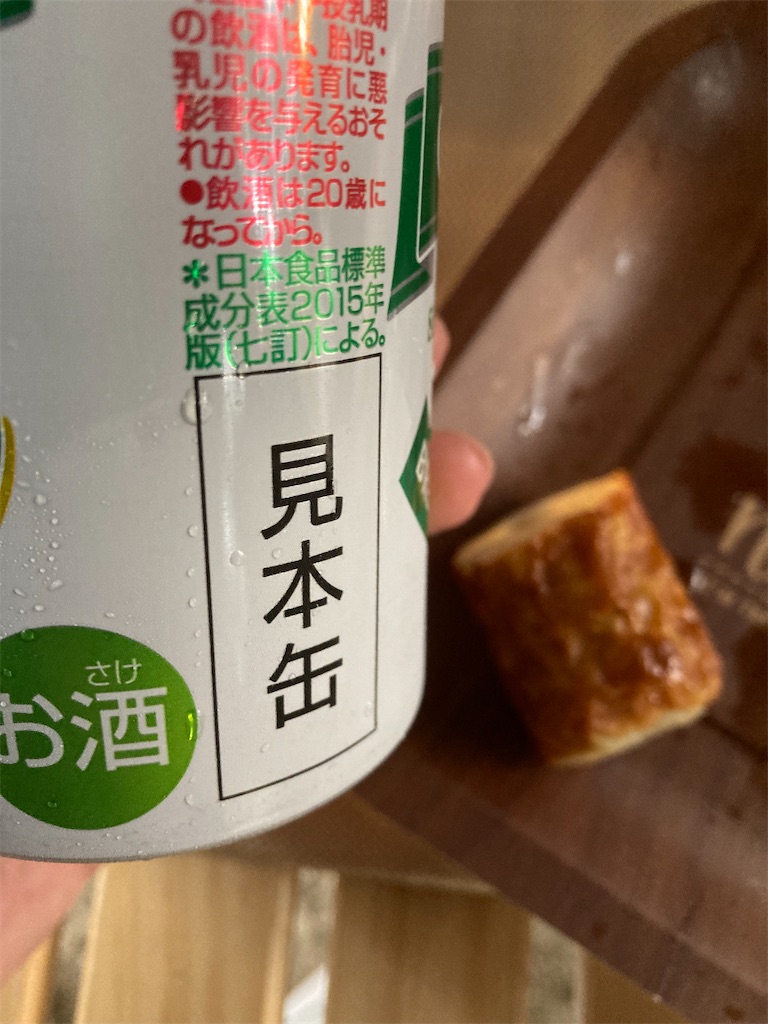 の飲酒は、胎児・
乳児の発育に悪
影響を与えるおそ
れがあります。
●飲酒は20歳に
なってから。
＊日本食品標準
成分表2015年
版(七訂)による。
見本缶
さけ
お酒